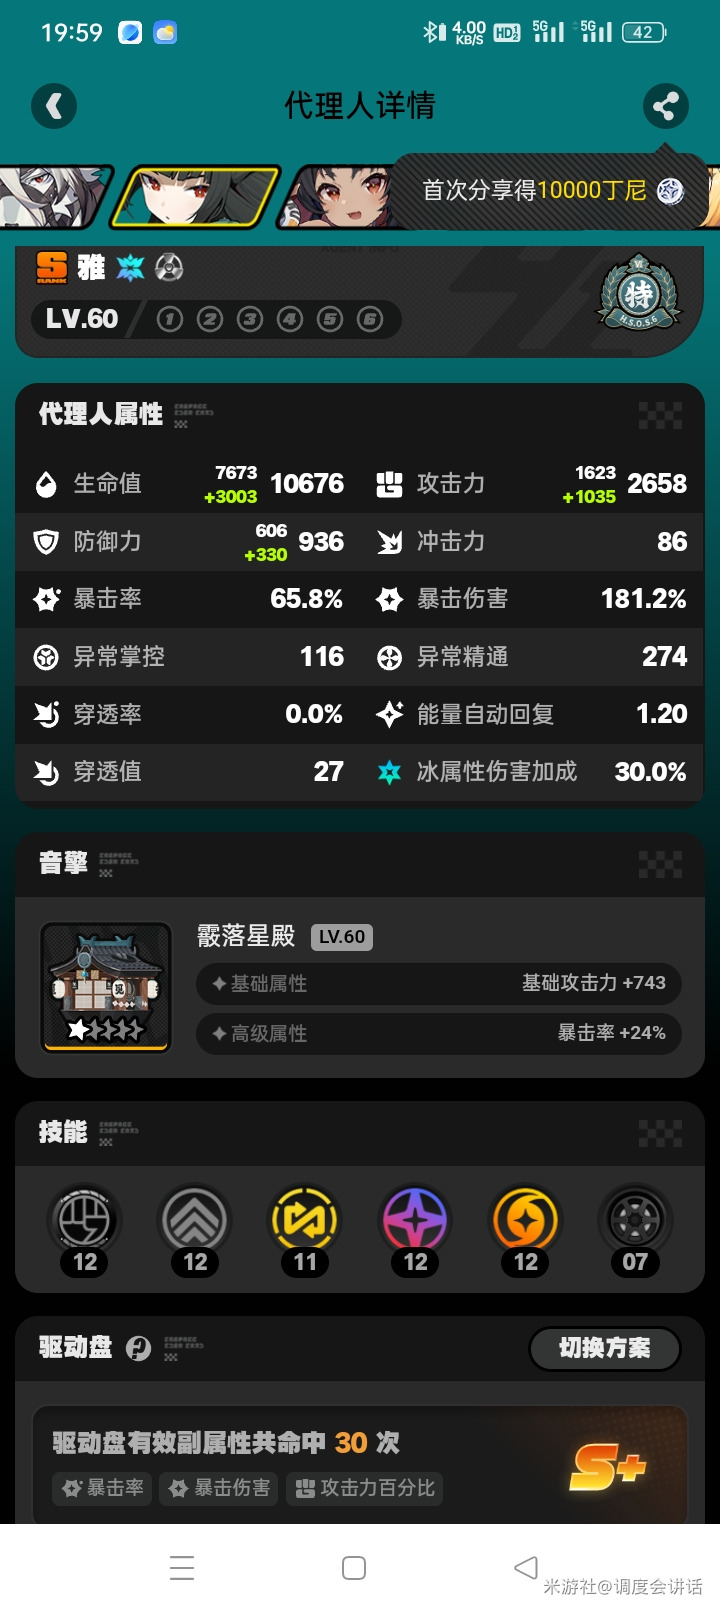 19:59
4.00 KB/S HD 1 2 5G 5G 42
代理人详情
首次分享得10000丁尼
AGENT INFO
S RANK 雅
LV.60 1 2 3 4 5 6
VI
特
H.S.O.S.6
代理人属性
生命值 7673 +3003 10676
攻击力 1623 +1035 2658
防御力 606 +330 936
冲击力 86
暴击率 65.8%
暴击伤害 181.2%
异常掌控 116
异常精通 274
穿透率 0.0%
能量自动回复 1.20
穿透值 27
冰属性伤害加成 30.0%
音擎
霰落星殿 LV.60
基础属性 基础攻击力 +743
高级属性 暴击率 +24%
技能
12 12 11 12 12 07
驱动盘 切换方案
驱动盘有效副属性共命中 30 次
S+
暴击率 暴击伤害 攻击力百分比
米游社@调度会讲话